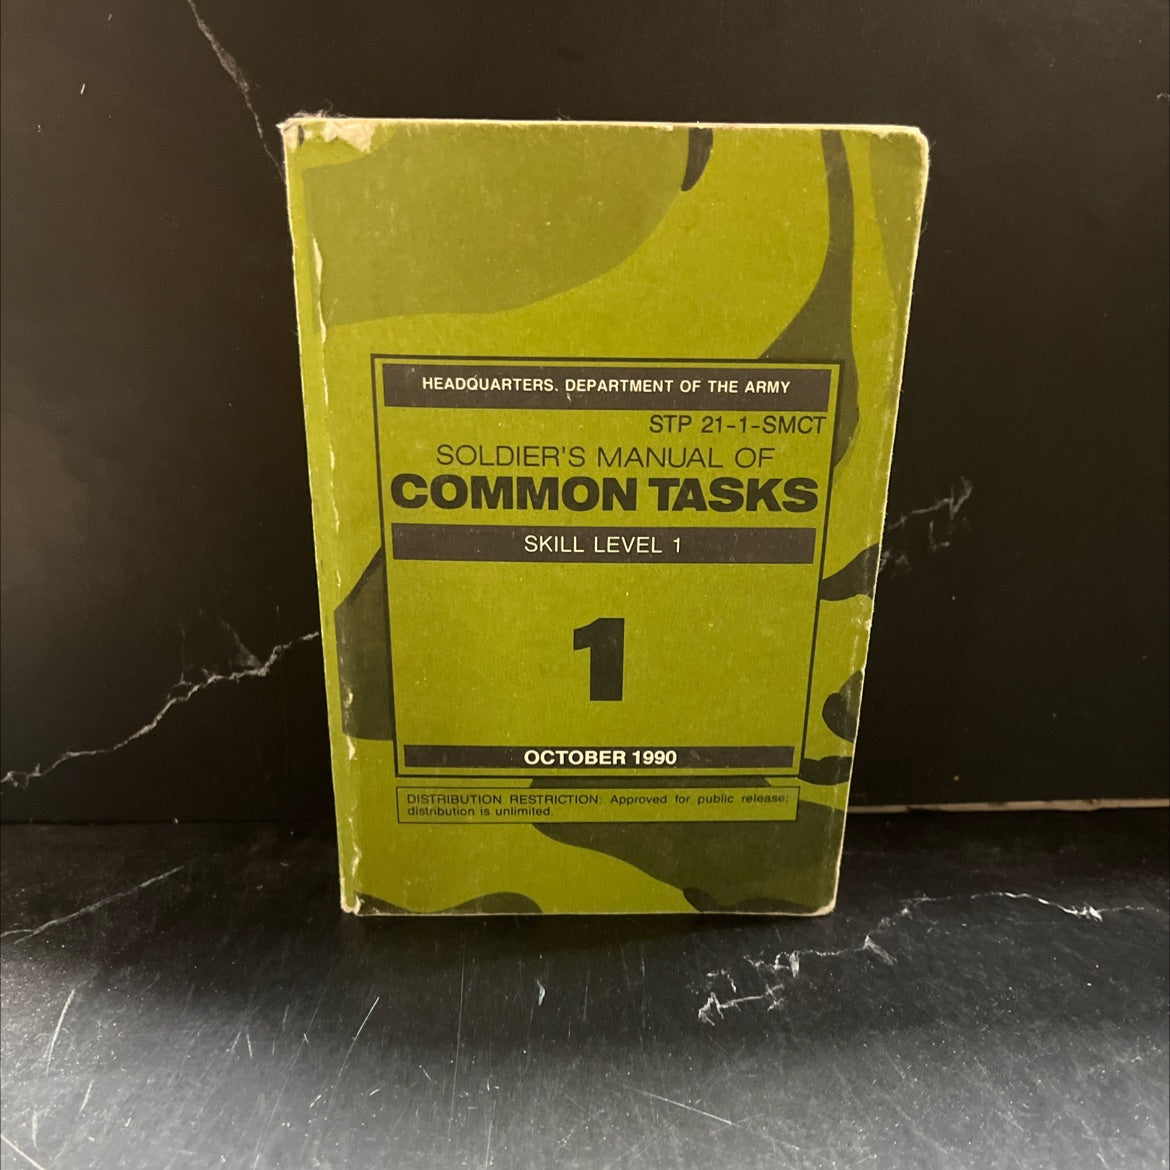 HEADQUARTERS. DEPARTMENT OF THE ARMY
STP 21-1-SMCT
SOLDIER'S MANUAL OF
COMMON TASKS
SKILL LEVEL 1
1
OCTOBER 1990
DISTRIBUTION RESTRICTION: Approved for public release;
distribution is unlimited.